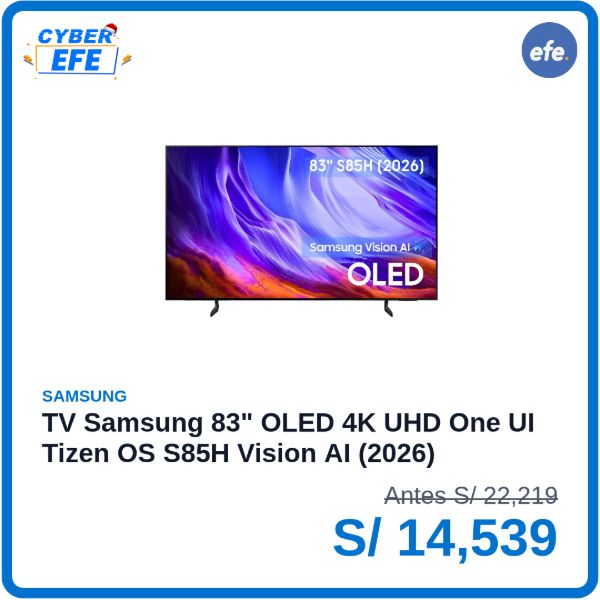 CYBER
EFE
efe.
83" S85H (2026)
Samsung Vision AI
OLED
SAMSUNG
TV Samsung 83" OLED 4K UHD One UI
Tizen OS S85H Vision AI (2026)
Antes S/ 22,219
S/ 14,539